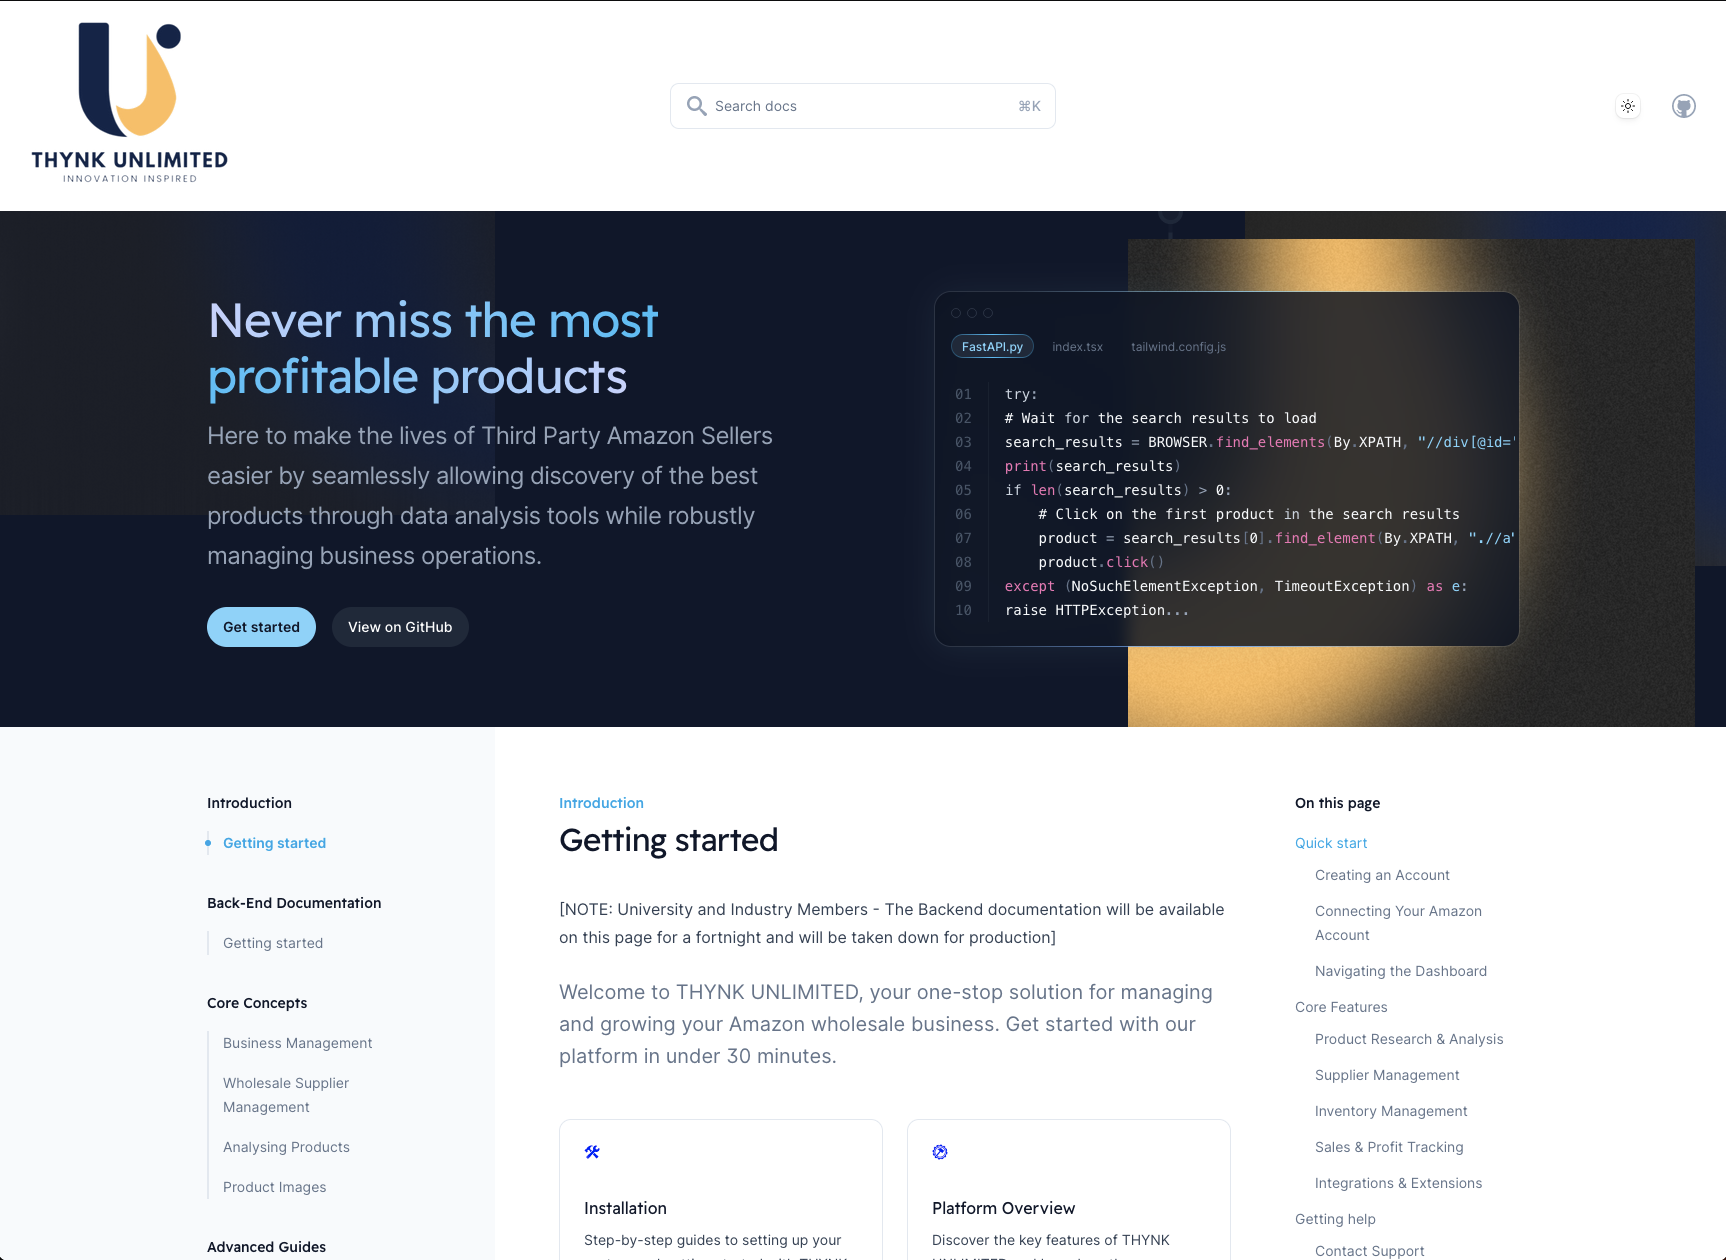 THYNK UNLIMITED
INNOVATION INSPIRED
Search docs
⌘K
Never miss the most
profitable products
Here to make the lives of Third Party Amazon Sellers
easier by seamlessly allowing discovery of the best
products through data analysis tools while robustly
managing business operations.
Get started
View on GitHub
FastAPI.py
index.tsx
tailwind.config.js
01 try:
02 # Wait for the search results to load
03 search_results = BROWSER.find_elements(By.XPATH, "//div[@id='
04 print(search_results)
05 if len(search_results) > 0:
06 # Click on the first product in the search results
07 product = search_results[0].find_element(By.XPATH, ".//a"
08 product.click()
09 except (NoSuchElementException, TimeoutException) as e:
10 raise HTTPException...
Introduction
Getting started
Back-End Documentation
Getting started
Core Concepts
Business Management
Wholesale Supplier
Management
Analysing Products
Product Images
Advanced Guides
Introduction
Getting started
[NOTE: University and Industry Members - The Backend documentation will be available
on this page for a fortnight and will be taken down for production]
Welcome to THYNK UNLIMITED, your one-stop solution for managing
and growing your Amazon wholesale business. Get started with our
platform in under 30 minutes.
Installation
Step-by-step guides to setting up your
Platform Overview
Discover the key features of THYNK
On this page
Quick start
Creating an Account
Connecting Your Amazon
Account
Navigating the Dashboard
Core Features
Product Research & Analysis
Supplier Management
Inventory Management
Sales & Profit Tracking
Integrations & Extensions
Getting help
Contact Support